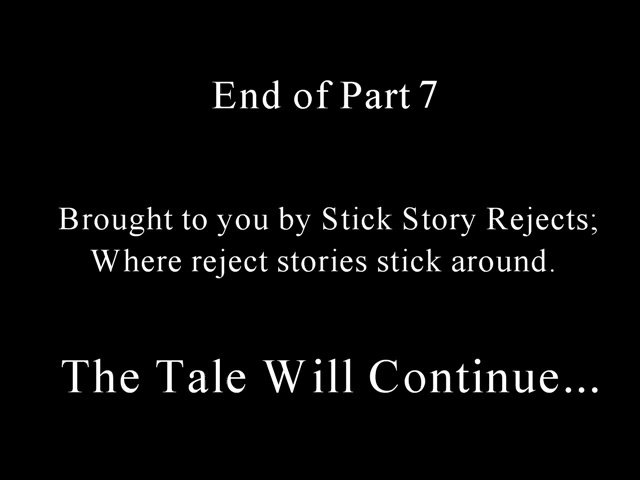 End of Part 7
Brought to you by Stick Story Rejects;
Where reject stories stick around.
The Tale Will Continue...